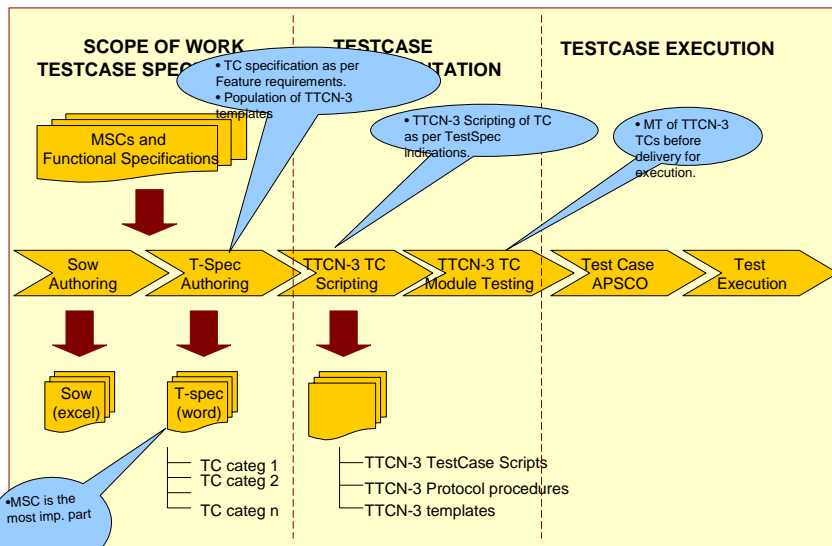 SCOPE OF WORK
TESTCASE SPEC
TESTCASE
NTATION
TESTCASE EXECUTION
• TC specification as per
Feature requirements.
• Population of TTCN-3
templates
MSCs and
Functional Specifications
• TTCN-3 Scripting of TC
as per TestSpec
indications.
• MT of TTCN-3
TCs before
delivery for
execution.
Sow
Authoring
T-Spec
Authoring
TTCN-3 TC
Scripting
TTCN-3 TC
Module Testing
Test Case
APSCO
Test
Execution
Sow
(excel)
T-spec
(word)
TC categ 1
TC categ 2
TC categ n
TTCN-3 TestCase Scripts
TTCN-3 Protocol procedures
TTCN-3 templates
•MSC is the
most imp. part